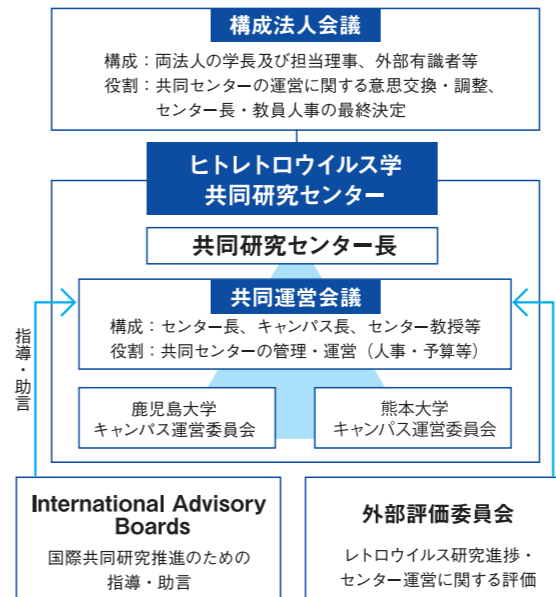 構成法人会議
構成：両法人の学長及び担当理事、外部有識者等
役割：共同センターの運営に関する意思交換・調整、
センター長・教員人事の最終決定
ヒトレトロウイルス学
共同研究センター
共同研究センター長
共同運営会議
構成：センター長、キャンパス長、センター教授等
役割：共同センターの管理・運営（人事・予算等）
指導・助言
鹿児島大学
キャンパス運営委員会
熊本大学
キャンパス運営委員会
International Advisory
Boards
国際共同研究推進のための
指導・助言
外部評価委員会
レトロウイルス研究進捗・
センター運営に関する評価